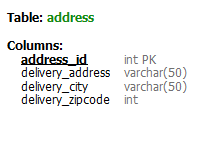 Table: address
Columns:
address_id int PK
delivery_address varchar(50)
delivery_city varchar(50)
delivery_zipcode int